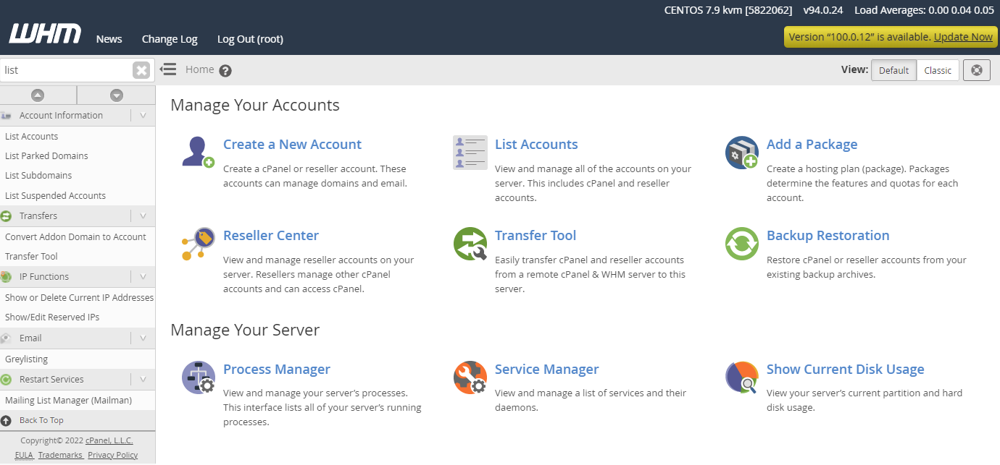 CENTOS 7.9 kvm [5822062] v94.0.24 Load Averages: 0.00 0.04 0.05
WHM News Change Log Log Out (root)
Version “100.0.12” is available. Update Now
list
Home
View: Default Classic
Account Information
List Accounts
List Parked Domains
List Subdomains
List Suspended Accounts
Transfers
Convert Addon Domain to Account
Transfer Tool
IP Functions
Show or Delete Current IP Addresses
Show/Edit Reserved IPs
Email
Greylisting
Restart Services
Mailing List Manager (Mailman)
Back To Top
Copyright© 2022 cPanel, L.L.C.
EULA Trademarks Privacy Policy
Manage Your Accounts
Create a New Account
Create a cPanel or reseller account. These
accounts can manage domains and email.
List Accounts
View and manage all of the accounts on your
server. This includes cPanel and reseller
accounts.
Add a Package
Create a hosting plan (package). Packages
determine the features and quotas for each
account.
Reseller Center
View and manage reseller accounts on your
server. Resellers manage other cPanel
accounts and can access cPanel.
Transfer Tool
Easily transfer cPanel and reseller accounts
from a remote cPanel & WHM server to this
server.
Backup Restoration
Restore cPanel or reseller accounts from your
existing backup archives.
Manage Your Server
Process Manager
View and manage your server’s processes.
This interface lists all of your server’s running
processes.
Service Manager
View and manage a list of services and their
daemons.
Show Current Disk Usage
View your server’s current partition and hard
disk usage.